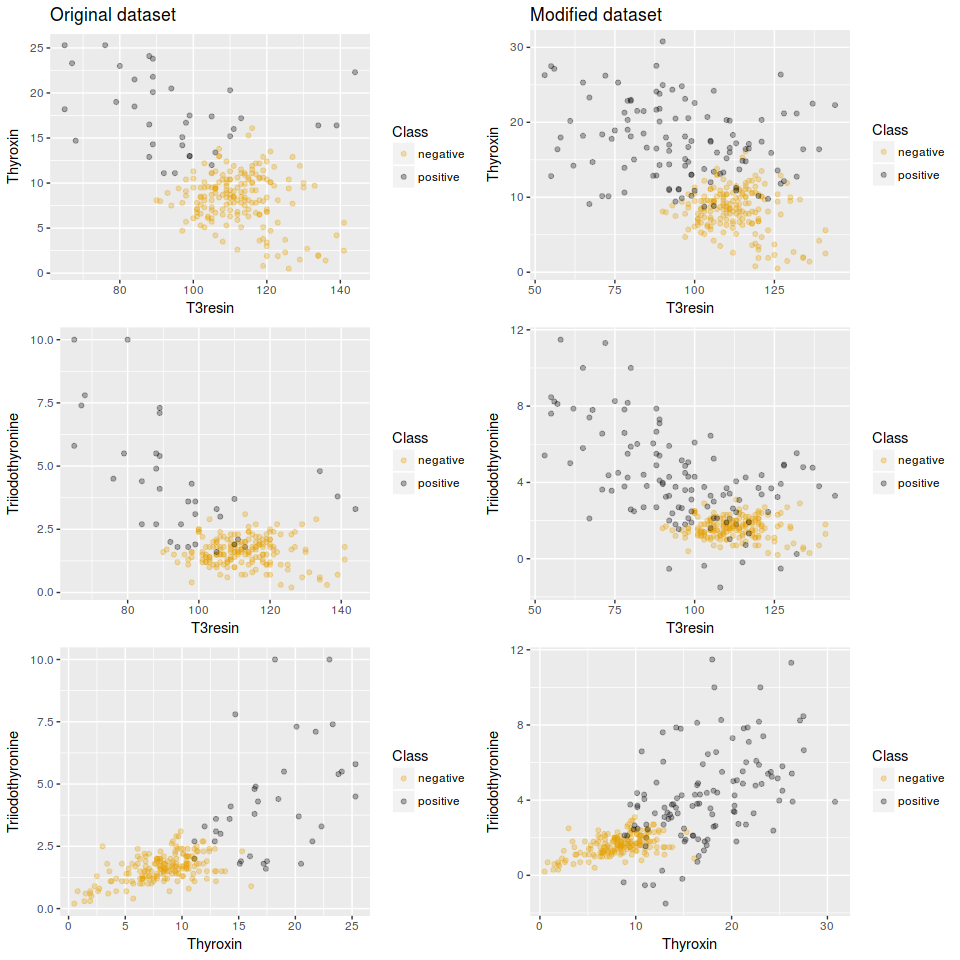 Original dataset
25
20
15
10
5
0
Thyroxin
80
100
120
140
T3resin
Class
negative
positive
Modified dataset
30
20
10
0
Thyroxin
50
75
100
125
T3resin
Class
negative
positive
10.0
7.5
5.0
2.5
0.0
Triiodothyronine
80
100
120
140
T3resin
Class
negative
positive
12
8
4
0
Triiodothyronine
50
75
100
125
T3resin
Class
negative
positive
10.0
7.5
5.0
2.5
0.0
Triiodothyronine
0
5
10
15
20
25
Thyroxin
Class
negative
positive
12
8
4
0
Triiodothyronine
0
10
20
30
Thyroxin
Class
negative
positive